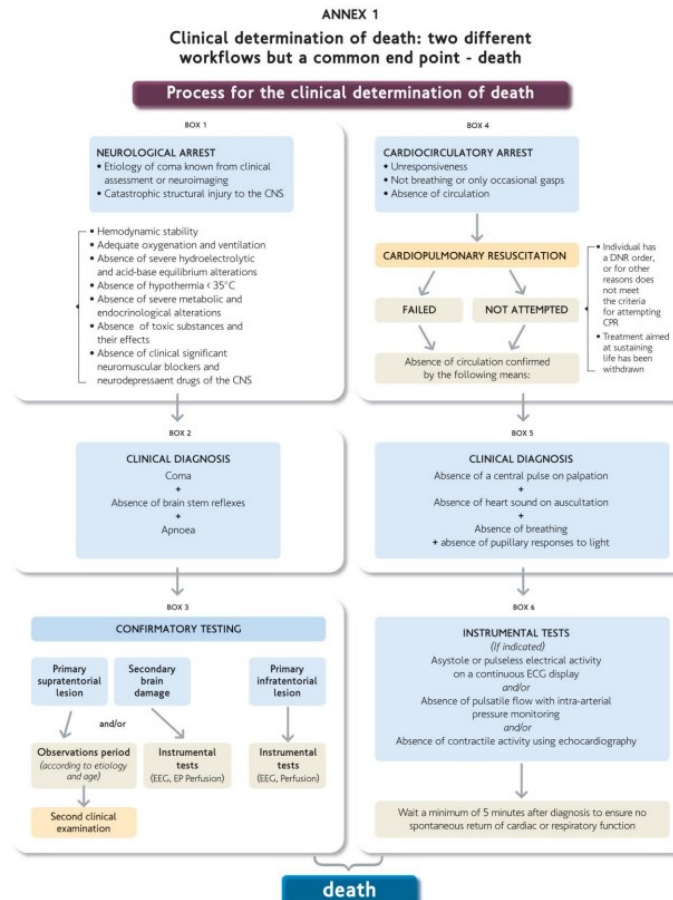 ANNEX 1
Clinical determination of death: two different
workflows but a common end point - death
Process for the clinical determination of death
BOX 1
NEUROLOGICAL ARREST
• Etiology of coma known from clinical
assessment or neuroimaging
• Catastrophic structural injury to the CNS
• Hemodynamic stability
• Adequate oxygenation and ventilation
• Absence of severe hydroelectrolytic
and acid-base equilibrium alterations
• Absence of hypothermia < 35°C
• Absence of severe metabolic and
endocrinological alterations
• Absence of toxic substances and
their effects
• Absence of clinical significant
neuromuscular blockers and
neurodepressaent drugs of the CNS
BOX 2
CLINICAL DIAGNOSIS
Coma
+
Absence of brain stem reflexes
+
Apnoea
BOX 3
CONFIRMATORY TESTING
Primary
supratentorial
lesion
Secondary
brain
damage
Primary
infratentorial
lesion
and/or
Observations period
(according to etiology
and age)
Instrumental
tests
(EEG, EP Perfusion)
Instrumental
tests
(EEG, Perfusion)
Second clinical
examination
BOX 4
CARDIOCIRCULATORY ARREST
• Unresponsiveness
• Not breathing or only occasional gasps
• Absence of circulation
CARDIOPULMONARY RESUSCITATION
FAILED
NOT ATTEMPTED
• Individual has
a DNR order,
or for other
reasons does
not meet
the criteria
for attempting
CPR
• Treatment aimed
at sustaining
life has been
withdrawn
Absence of circulation confirmed
by the following means:
BOX 5
CLINICAL DIAGNOSIS
Absence of a central pulse on palpation
+
Absence of heart sound on auscultation
+
Absence of breathing
+ absence of pupillary responses to light
BOX 6
INSTRUMENTAL TESTS
(If indicated)
Asystole or pulseless electrical activity
on a continuous ECG display
and/or
Absence of pulsatile flow with intra-arterial
pressure monitoring
and/or
Absence of contractile activity using echocardiography
Wait a minimum of 5 minutes after diagnosis to ensure no
spontaneous return of cardiac or respiratory function
death